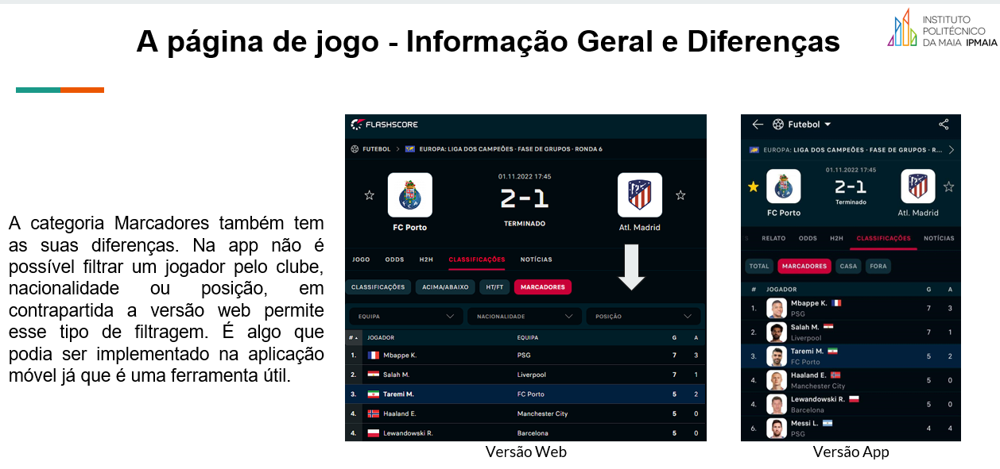 A página de jogo - Informação Geral e Diferenças
INSTITUTO
POLITÉCNICO
DA MAIA IPMAIA
A categoria Marcadores também tem
as suas diferenças. Na app não é
possível filtrar um jogador pelo clube,
nacionalidade ou posição, em
contrapartida a versão web permite
esse tipo de filtragem. É algo que
podia ser implementado na aplicação
móvel já que é uma ferramenta útil.
FLASHSCORE
FUTEBOL > EUROPA: LIGA DOS CAMPEÕES - FASE DE GRUPOS - RONDA 6
01.11.2022 17:45
2-1
TERMINADO
FC Porto
Atl. Madrid
JOGO ODDS H2H CLASSIFICAÇÕES NOTÍCIAS
CLASSIFICAÇÕES ACIMA/ABAIXO HT/FT MARCADORES
EQUIPA NACIONALIDADE POSIÇÃO
# JOGADOR EQUIPA G A
1. Mbappe K. PSG 7 3
2. Salah M. Liverpool 7 1
3. Taremi M. FC Porto 5 2
4. Haaland E. Manchester City 5 0
4. Lewandowski R. Barcelona 5 0
Versão Web
Futebol
EUROPA: LIGA DOS CAMPEÕES - FASE DE GRUPOS - R...
01.11.2022 17:45
2-1
Terminado
FC Porto
Atl. Madrid
S RELATO ODDS H2H CLASSIFICAÇÕES NOTÍCIAS
TOTAL MARCADORES CASA FORA
# JOGADOR G A
1. Mbappe K. 7 3
PSG
2. Salah M. 7 1
Liverpool
3. Taremi M. 5 2
FC Porto
4. Haaland E. 5 0
Manchester City
4. Lewandowski R. 5 0
Barcelona
6. Messi L. 4 4
PSG
Versão App